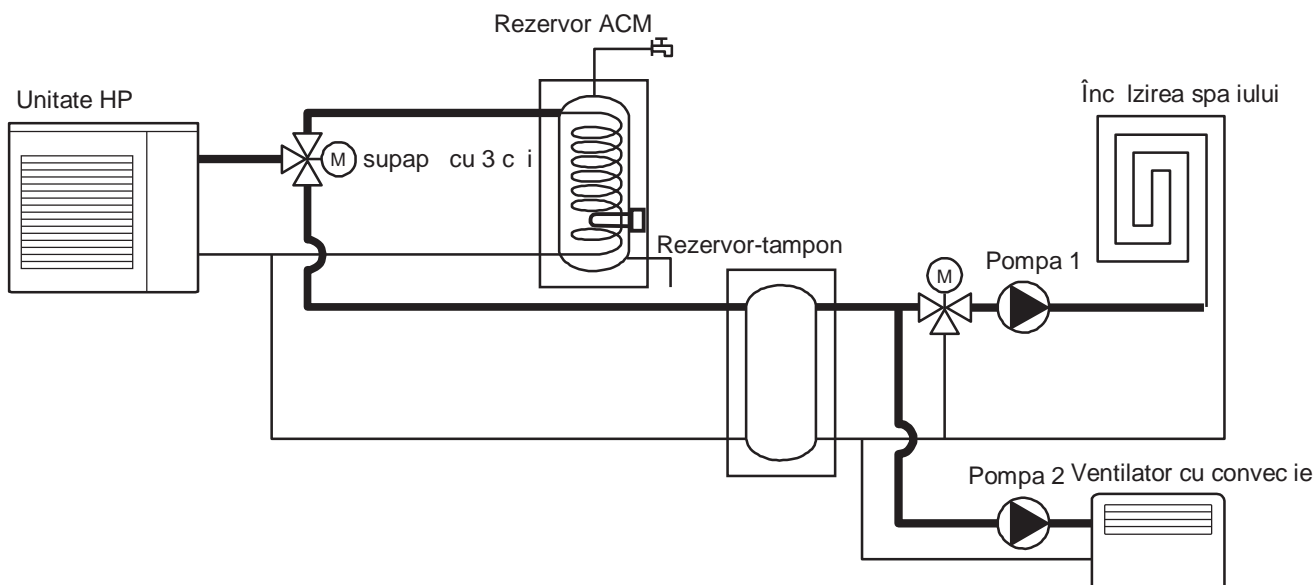 Rezervor ACM
Unitate HP
Înc lzirea spa iului
M supap cu 3 c i
Rezervor-tampon
M
Pompa 1
Pompa 2
Ventilator cu convec ie